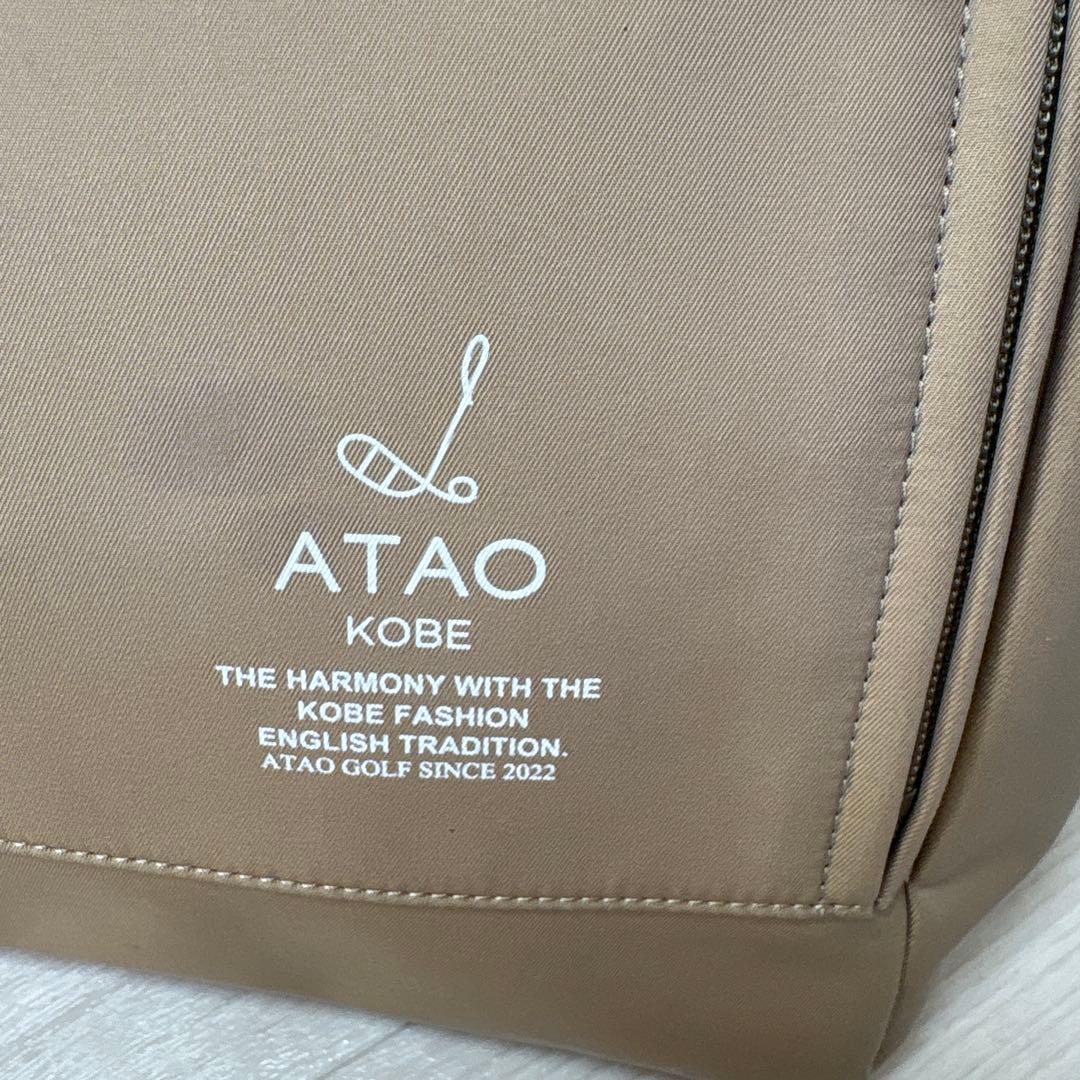 ATAO
KOBE
THE HARMONY WITH THE
KOBE FASHION
ENGLISH TRADITION.
ATAO GOLF SINCE 2022